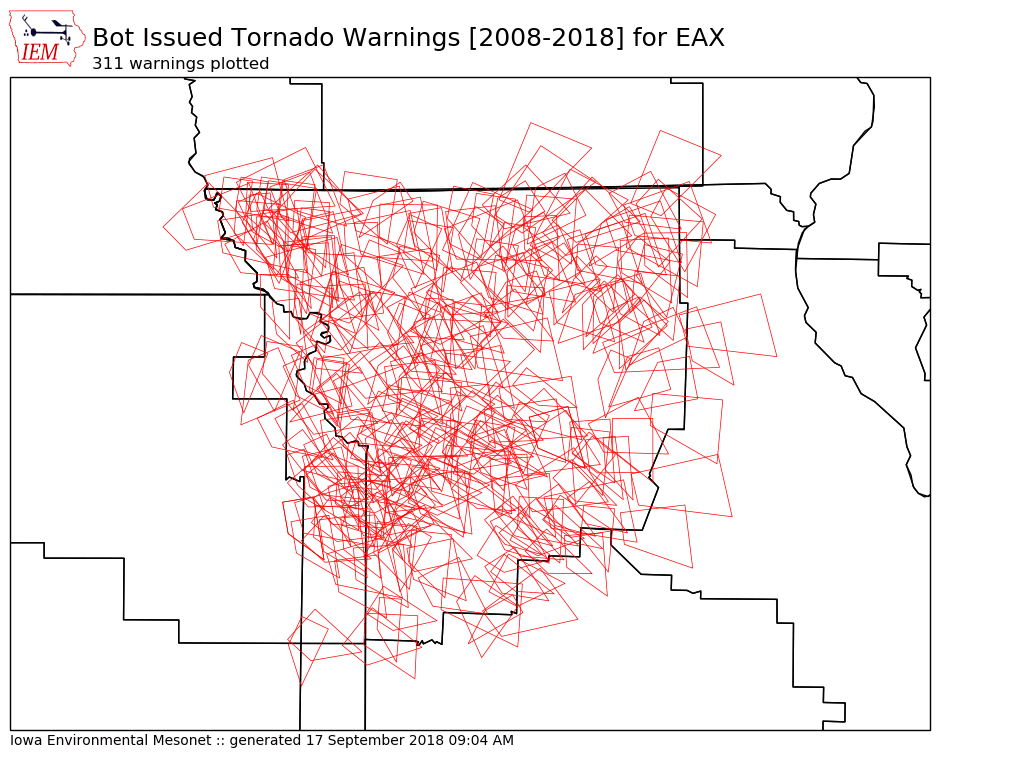 IEM
Bot Issued Tornado Warnings [2008-2018] for EAX
311 warnings plotted
Iowa Environmental Mesonet :: generated 17 September 2018 09:04 AM